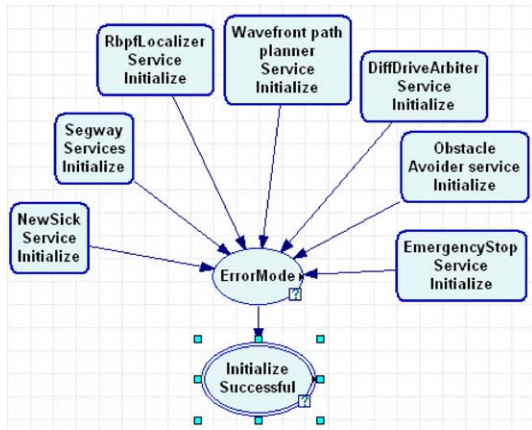 RbpfLocalizer
Service
Initialize
Wavefront path
planner
Service
Initialize
DiffDriveArbiter
Service
Initialize
Segway
Services
Initialize
Obstacle
Avoider service
Initialize
NewSick
Service
Initialize
EmergencyStop
Service
Initialize
ErrorMode
?
Initialize
Successful
?